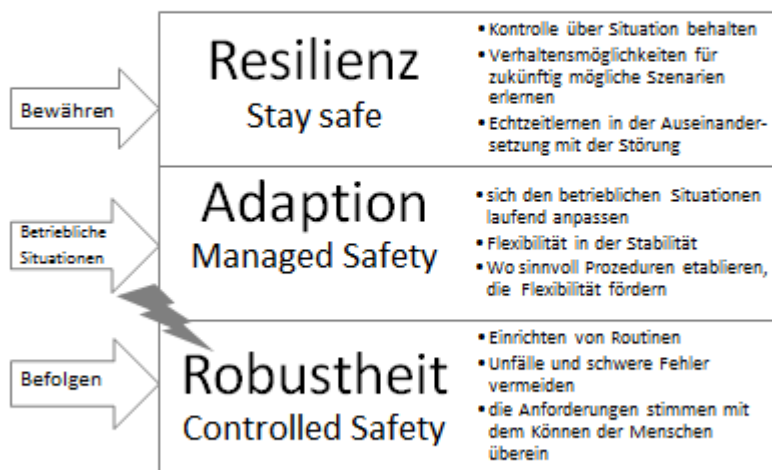 Bewähren
Resilienz
Stay safe
▪ Kontrolle über Situation behalten
▪ Verhaltensmöglichkeiten für
zukünftig mögliche Szenarien
erlernen
▪ Echtzeitlernen in der Auseinander-
setzung mit der Störung
Betriebliche
Situationen
Adaption
Managed Safety
▪ sich den betrieblichen Situationen
laufend anpassen
▪ Flexibilität in der Stabilität
▪ Wo sinnvoll Prozeduren etablieren,
die Flexibilität fördern
Befolgen
Robustheit
Controlled Safety
▪ Einrichten von Routinen
▪ Unfälle und schwere Fehler
vermeiden
▪ die Anforderungen stimmen mit
dem Können der Menschen
überein